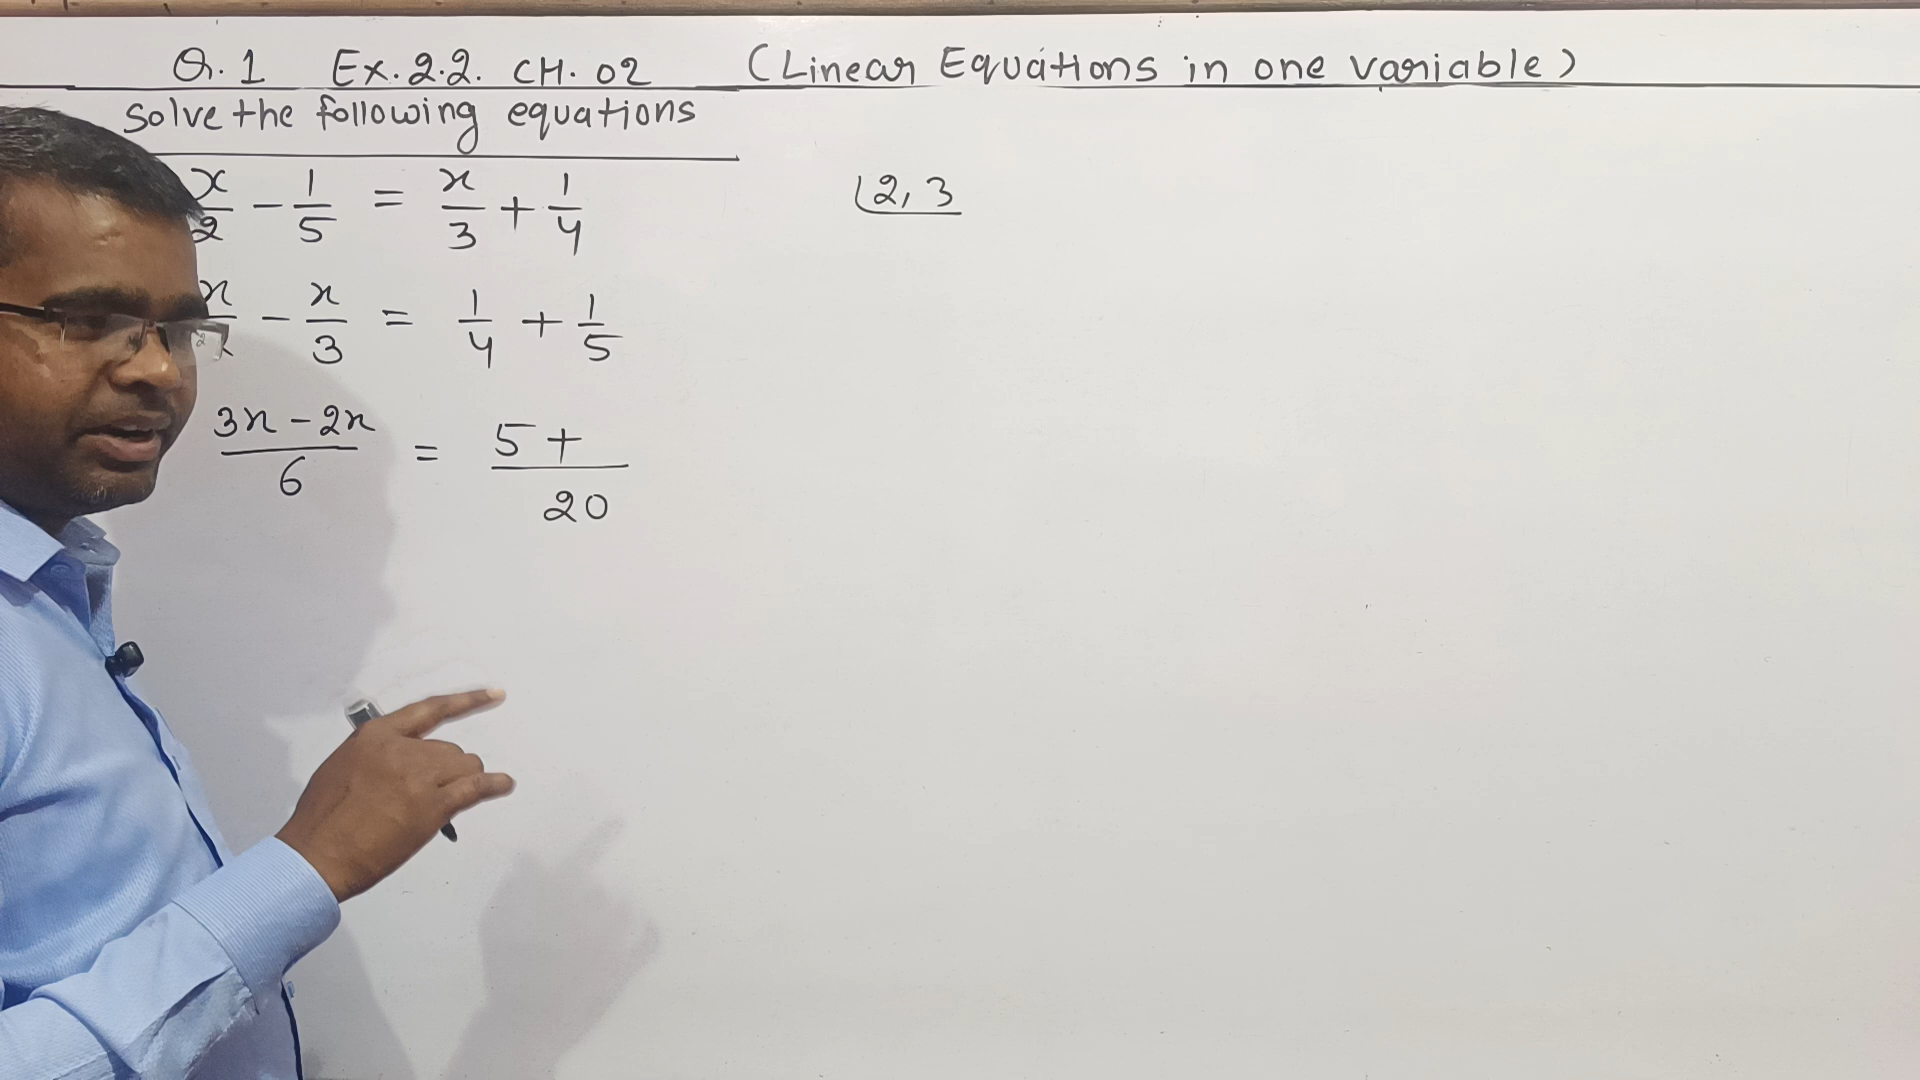 Q. 1 Ex. 2.2. CH. 02 (Linear Equations in one variable)
Solve the following equations
x/2 - 1/5 = x/3 + 1/4
2, 3
x/2 - x/3 = 1/4 + 1/5
3x - 2x / 6 = 5 + / 20